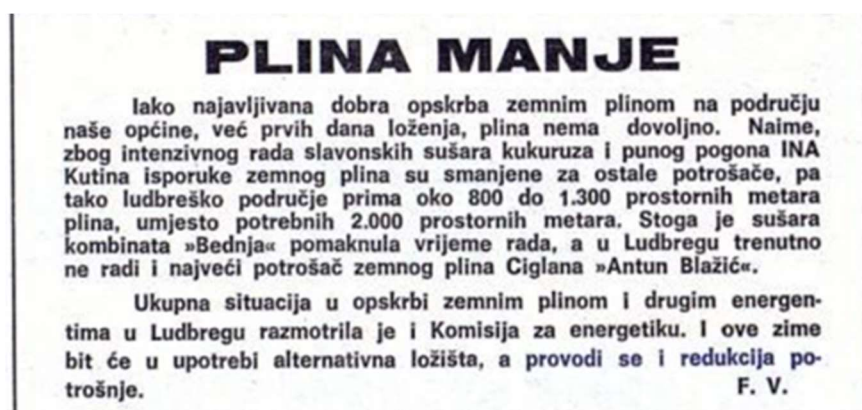 PLINA MANJE
Iako najavljivana dobra opskrba zemnim plinom na području
naše općine, već prvih dana loženja, plina nema dovoljno. Naime,
zbog intenzivnog rada slavonskih sušara kukuruza i punog pogona INA
Kutina isporuke zemnog plina su smanjene za ostale potrošače, pa
tako ludbreško područje prima oko 800 do 1.300 prostornih metara
plina, umjesto potrebnih 2.000 prostornih metara. Stoga je sušara
kombinata »Bednja« pomaknula vrijeme rada, a u Ludbregu trenutno
ne radi i najveći potrošač zemnog plina Ciglana »Antun Blažić«.
Ukupna situacija u opskrbi zemnim plinom i drugim energen-
tima u Ludbregu razmotrila je i Komisija za energetiku. I ove zime
bit će u upotrebi alternativna ložišta, a provodi se i redukcija po-
trošnje. F. V.